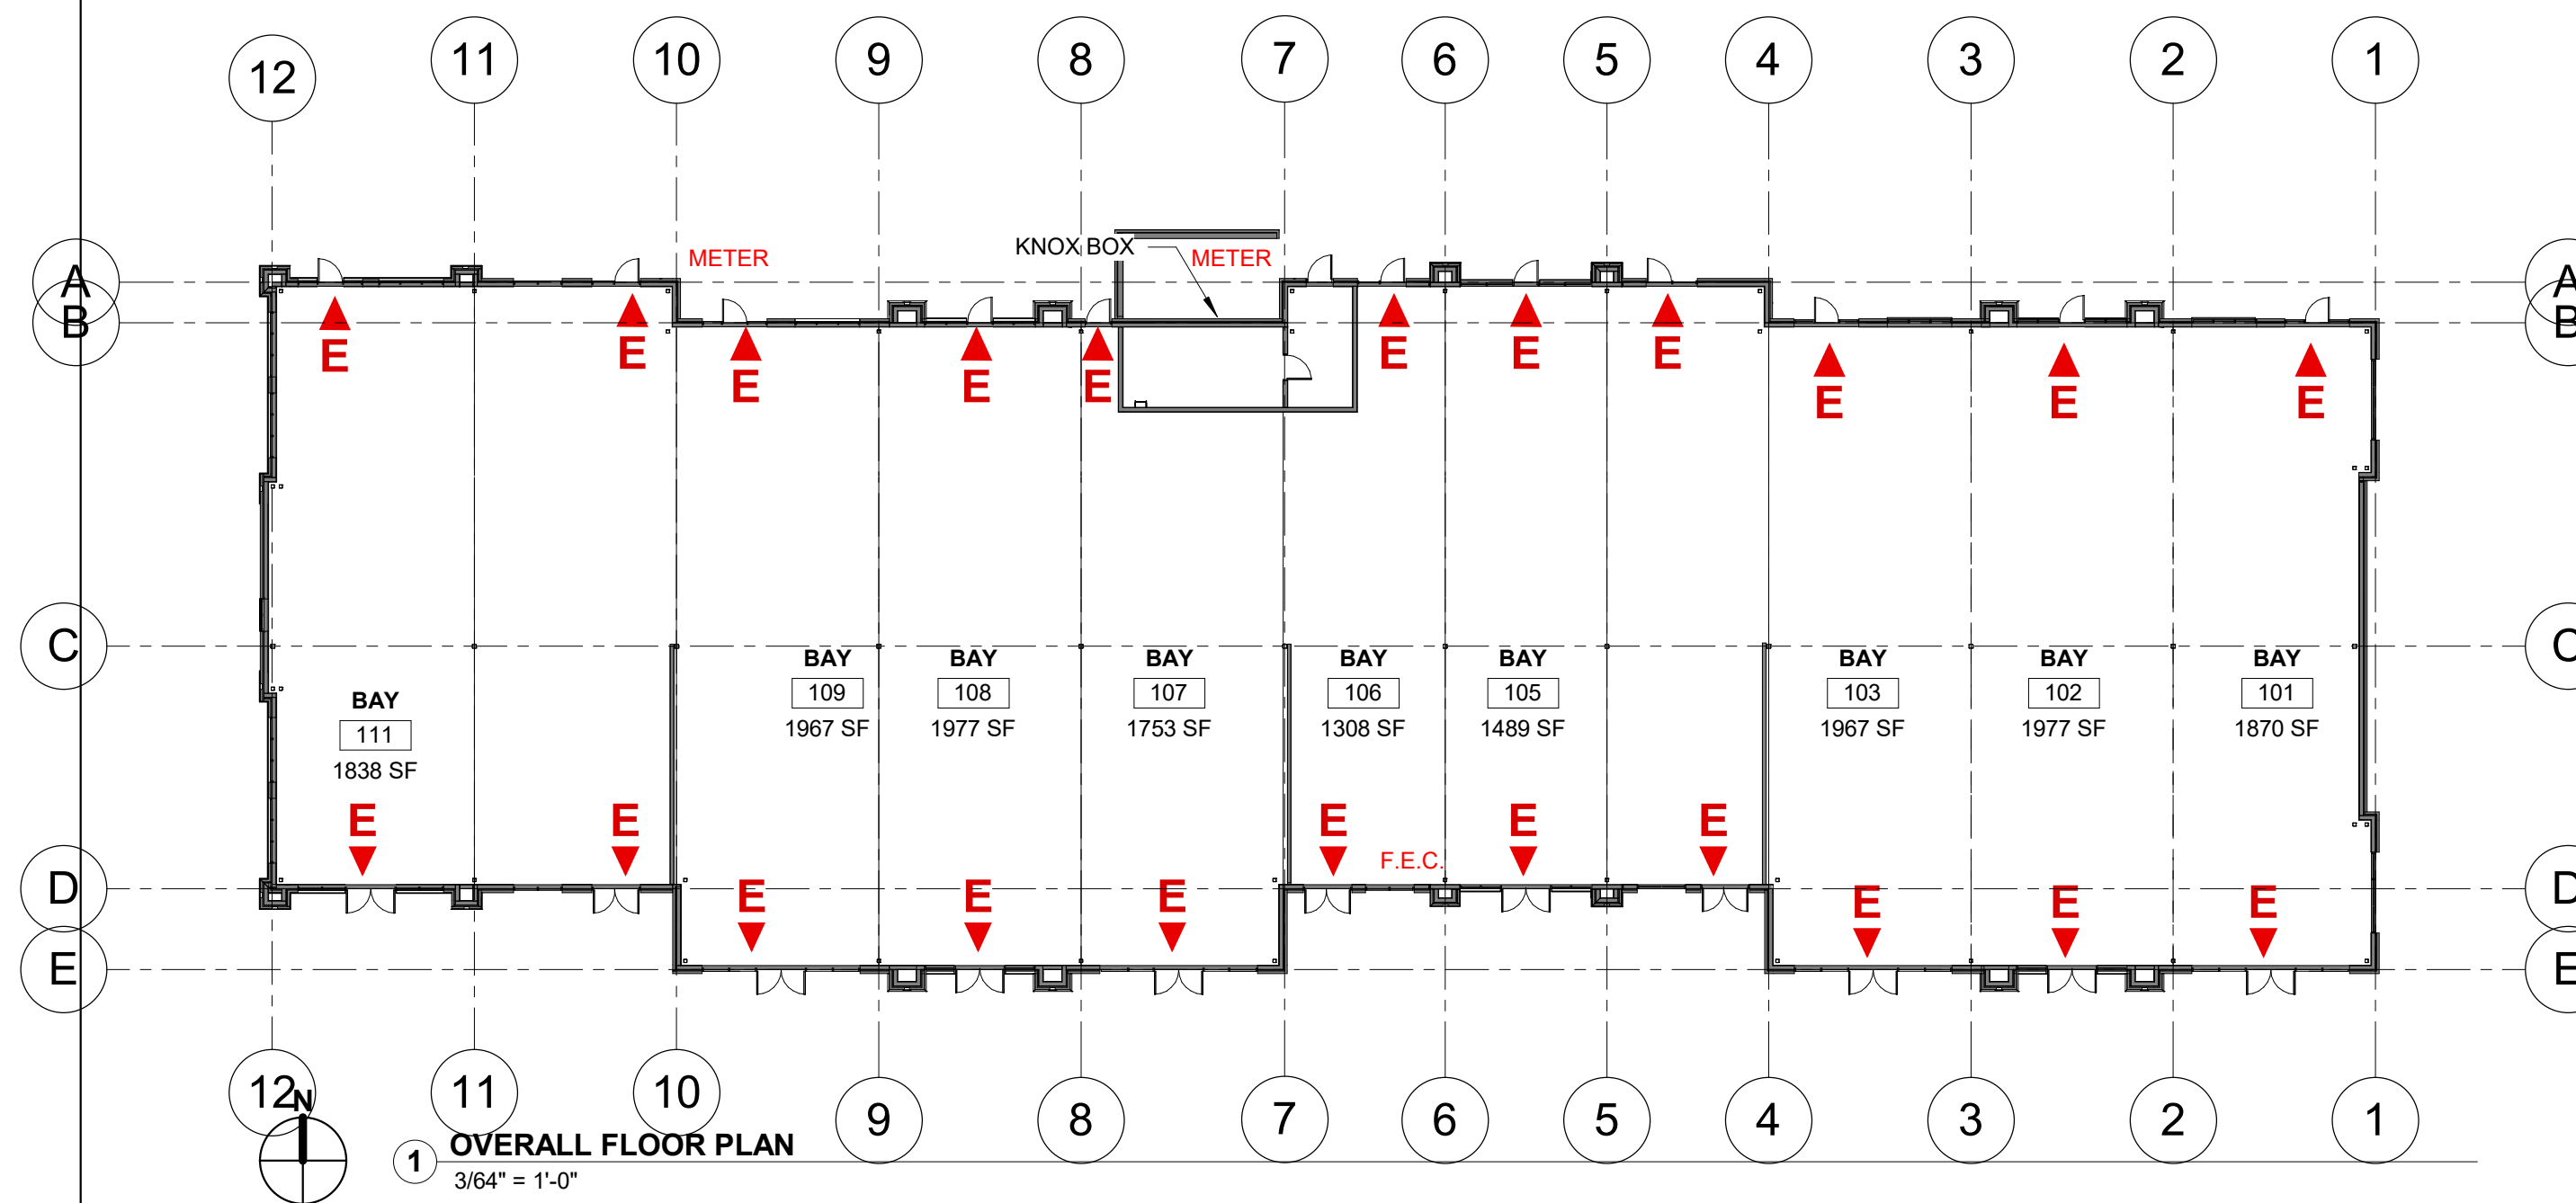 12 11 10 9 8 7 6 5 4 3 2 1
KNOX BOX
METER METER
A A
B B
E E E E E E E E E E E
C C
BAY BAY BAY BAY BAY BAY BAY BAY
109 108 107 106 105 103 102 101
1967 SF 1977 SF 1753 SF 1308 SF 1489 SF 1967 SF 1977 SF 1870 SF
BAY
111
1838 SF
E E E E E
F.E.C.
D D
E E E E E E
E E
12 11 10 9 8 7 6 5 4 3 2 1
N
1 OVERALL FLOOR PLAN
3/64" = 1'-0"